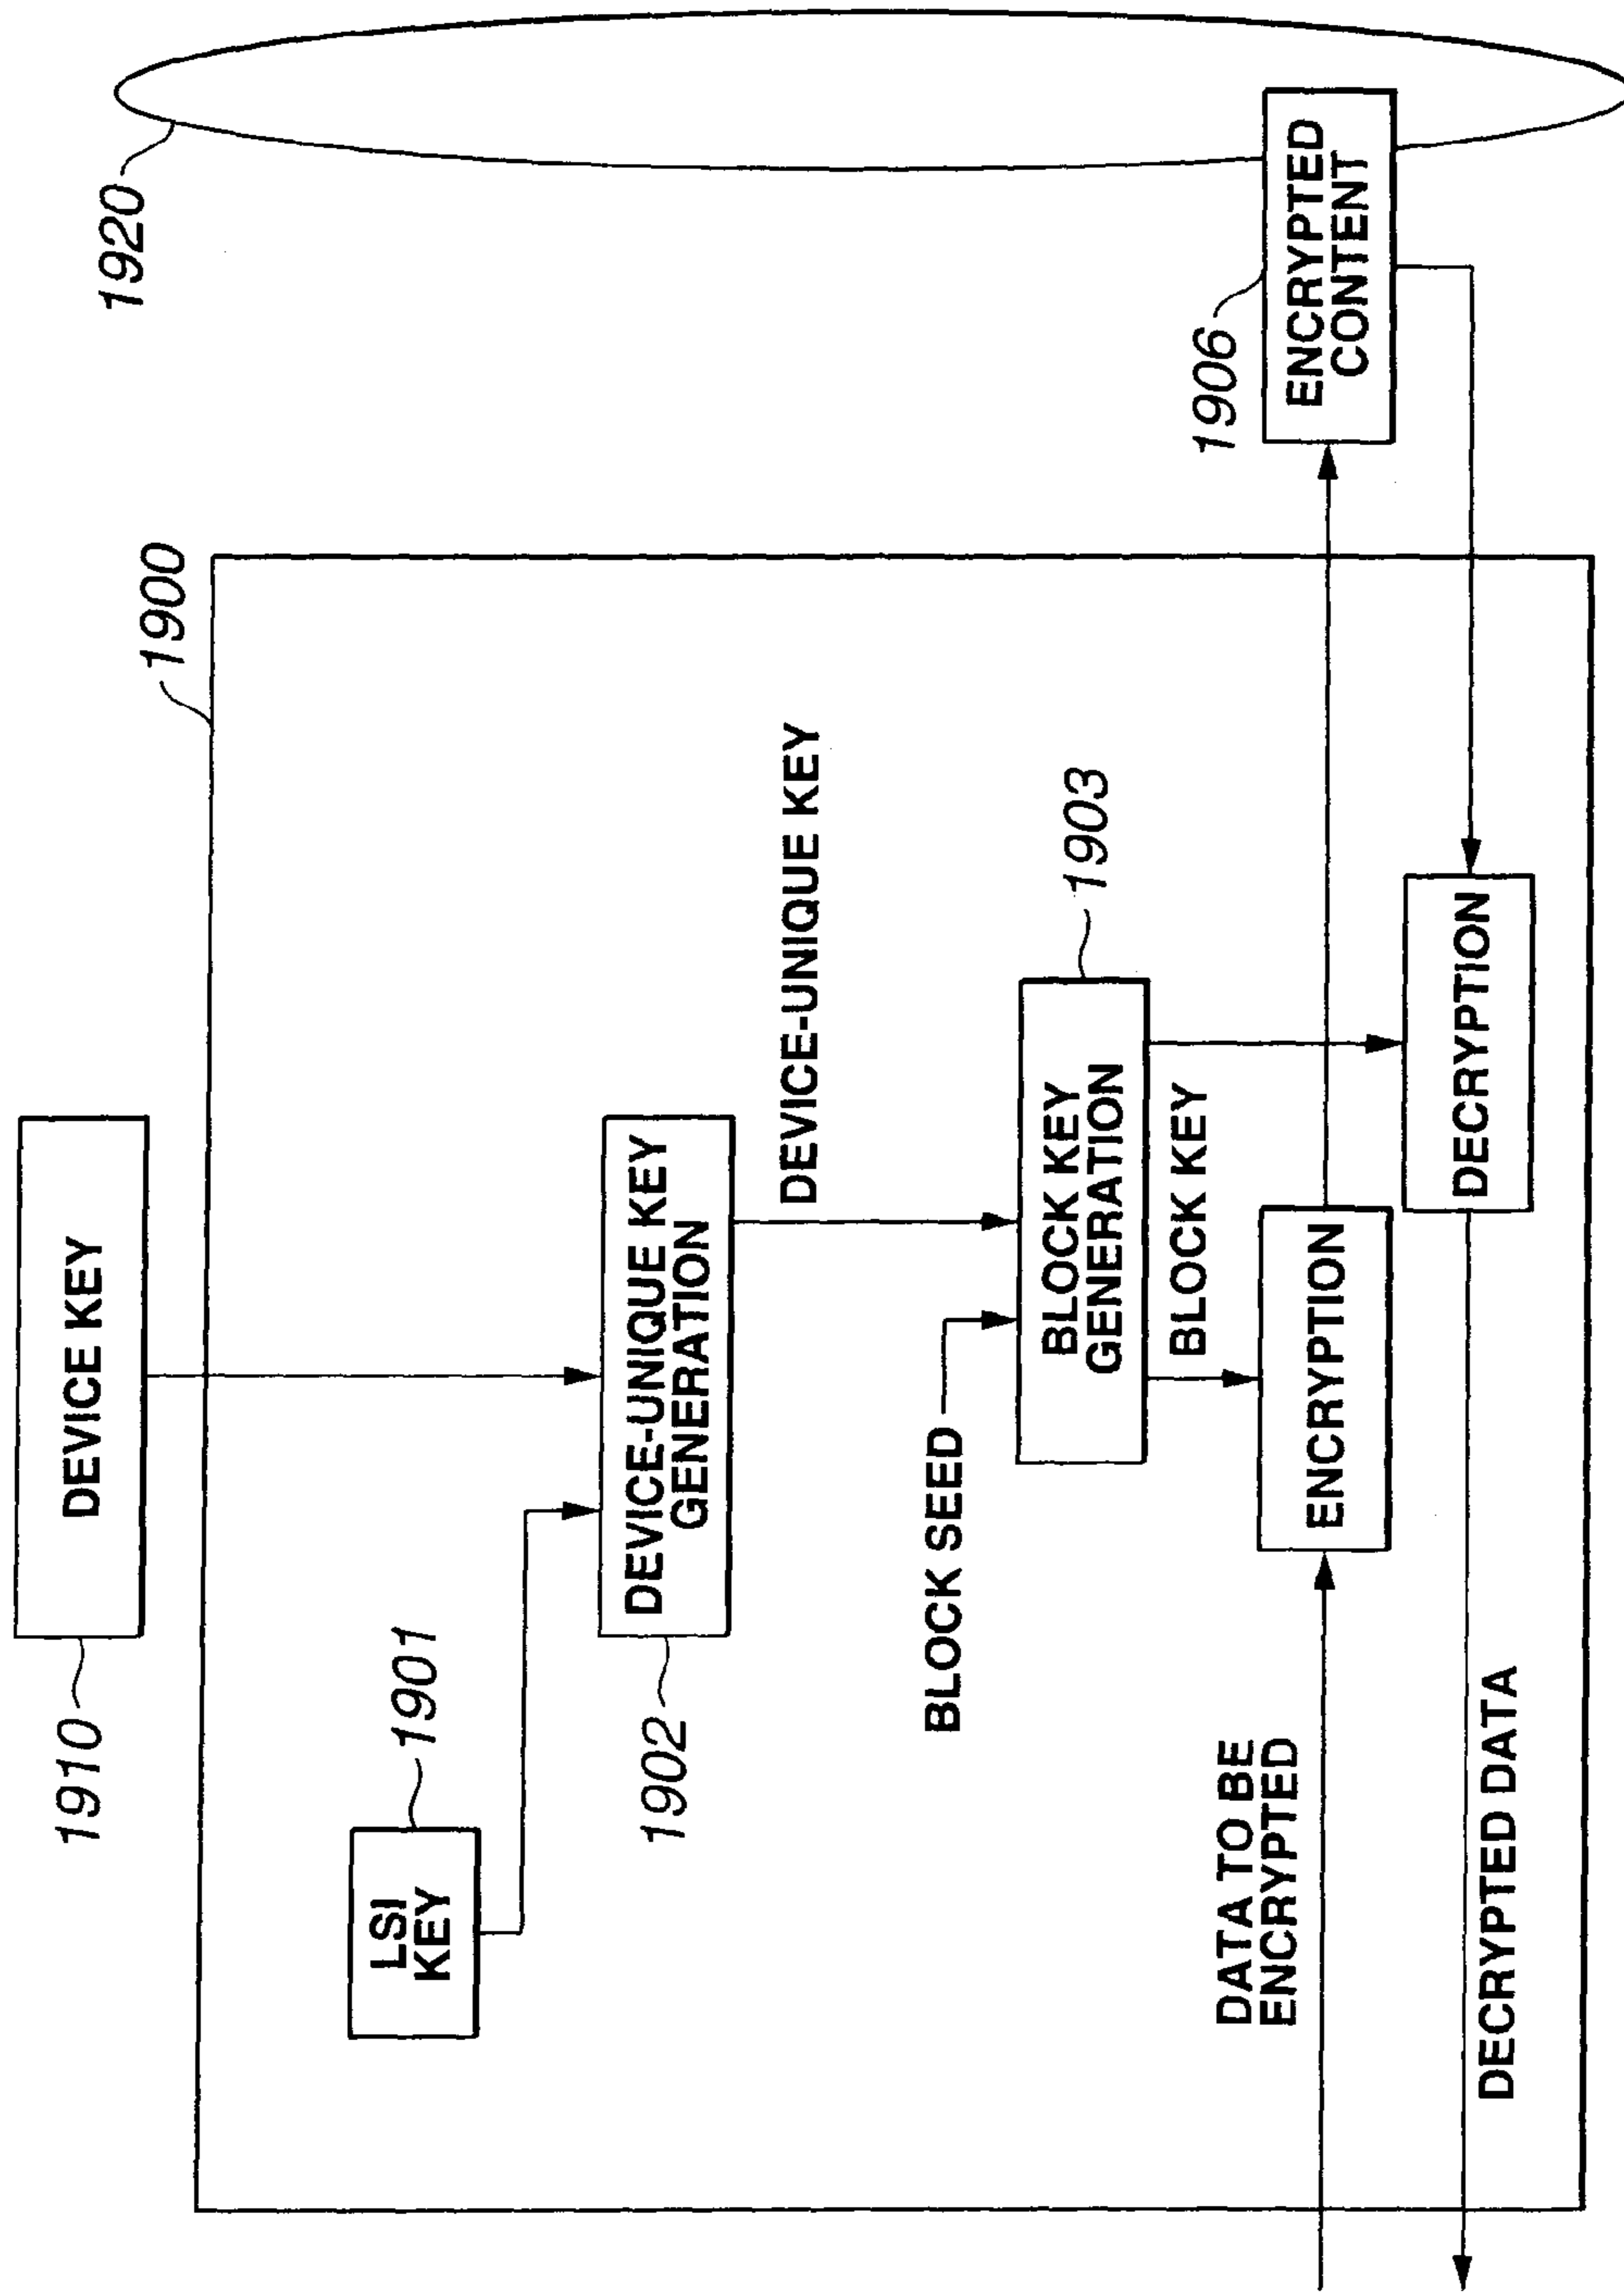 1910
DEVICE KEY
1900
1920
LSI
KEY
1901
DEVICE-UNIQUE KEY
GENERATION
1902
DEVICE-UNIQUE KEY
BLOCK SEED
BLOCK KEY
GENERATION
1903
BLOCK KEY
DATA TO BE
ENCRYPTED
ENCRYPTION
1906
ENCRYPTED
CONTENT
DECRYPTION
DECRYPTED DATA